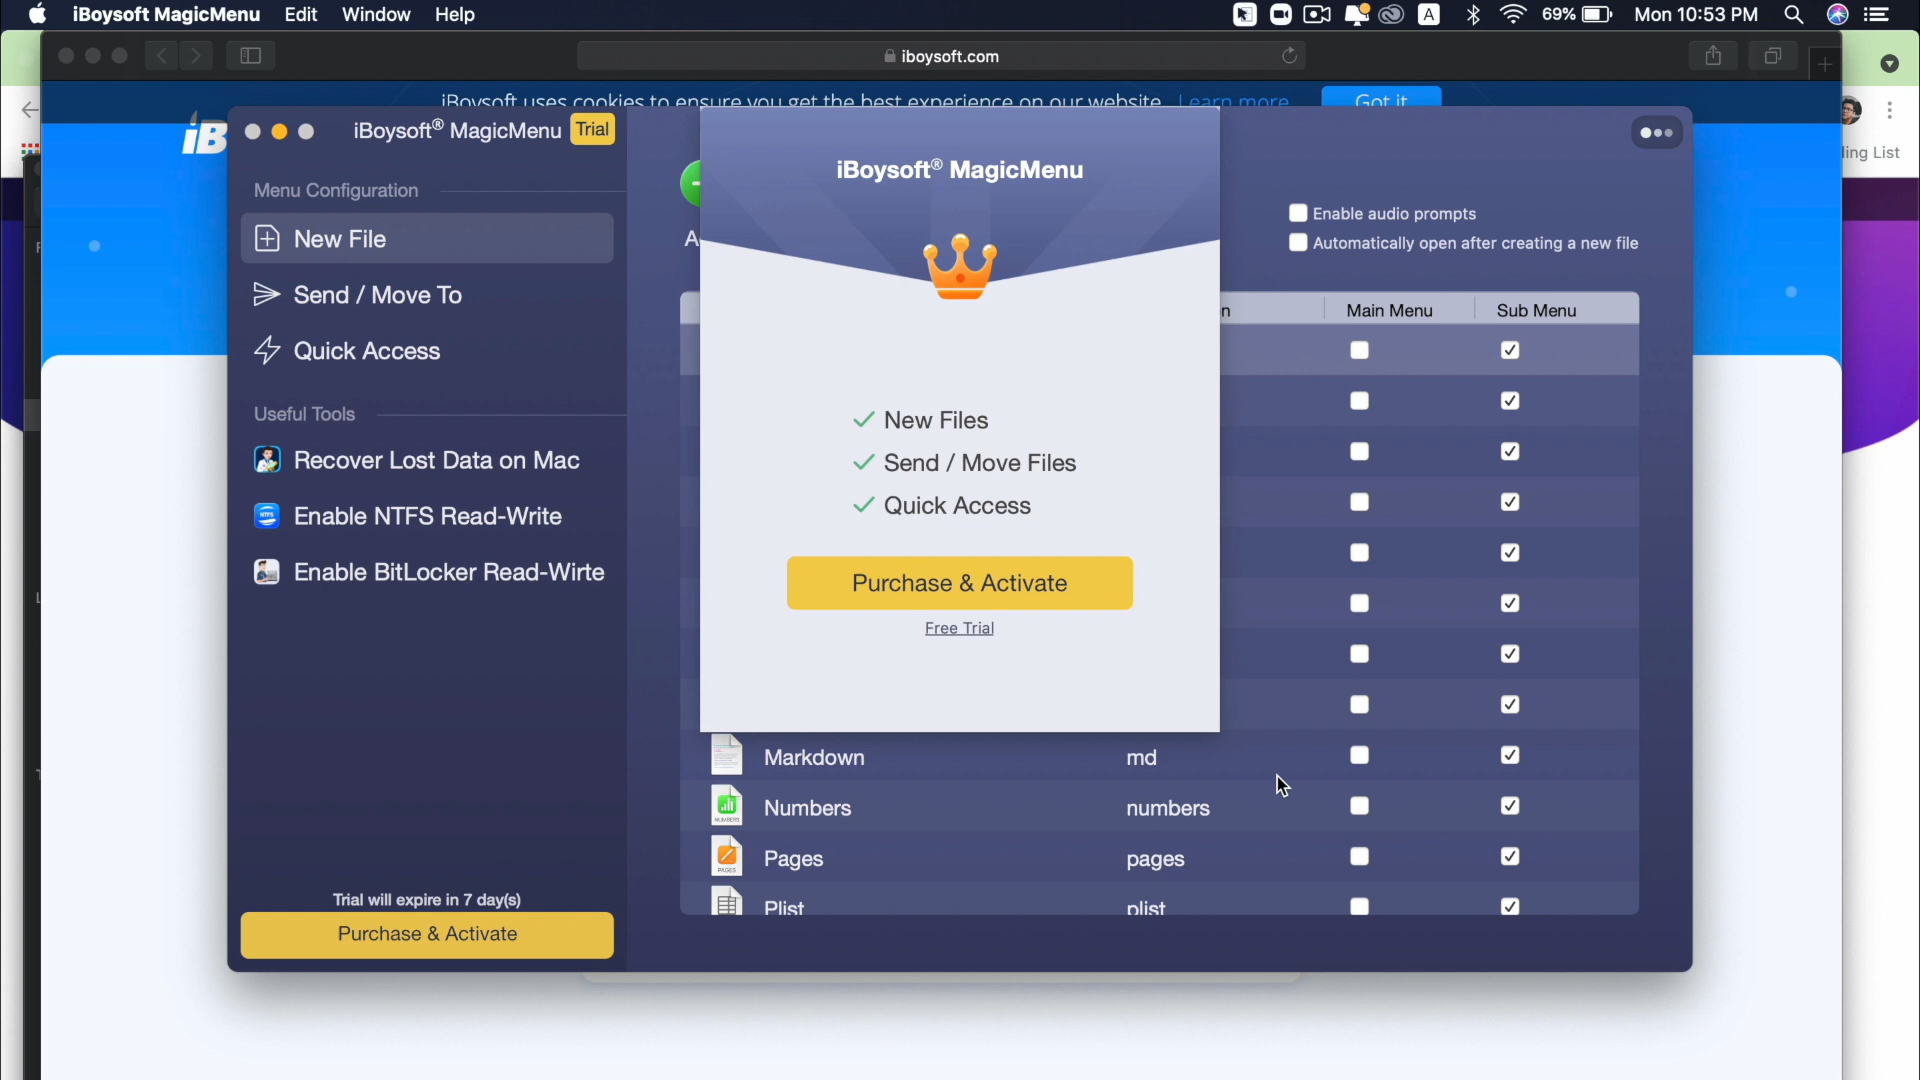 iBoysoft MagicMenu Edit Window Help
A
69% Mon 10:53 PM
iboysoft.com
iBoysoft uses cookies to ensure you get the best experience on our website. Learn more Got it
iB
ing List
iBoysoft® MagicMenu Trial
Menu Configuration
New File
Send / Move To
Quick Access
Useful Tools
Recover Lost Data on Mac
NTFS
Enable NTFS Read-Write
Enable BitLocker Read-Wirte
Trial will expire in 7 day(s)
Purchase & Activate
iBoysoft® MagicMenu
New Files
Send / Move Files
Quick Access
Purchase & Activate
Free Trial
A
Enable audio prompts
Automatically open after creating a new file
n Main Menu Sub Menu
Markdown md
NUMBERS
Numbers numbers
PAGES
Pages pages
Plist plist